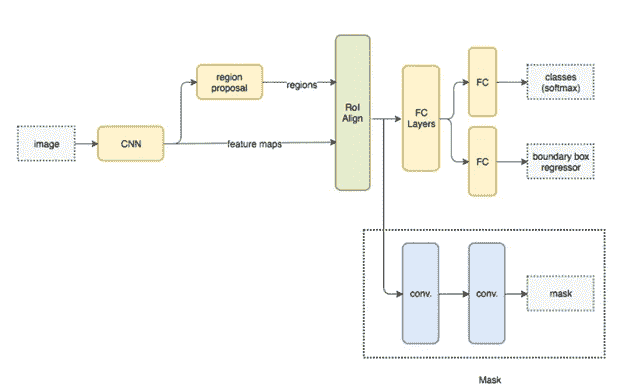 image
CNN
region
proposal
regions
feature maps
RoI
Align
FC
Layers
FC
classes
(softmax)
FC
boundary box
regressor
conv.
conv.
mask
Mask